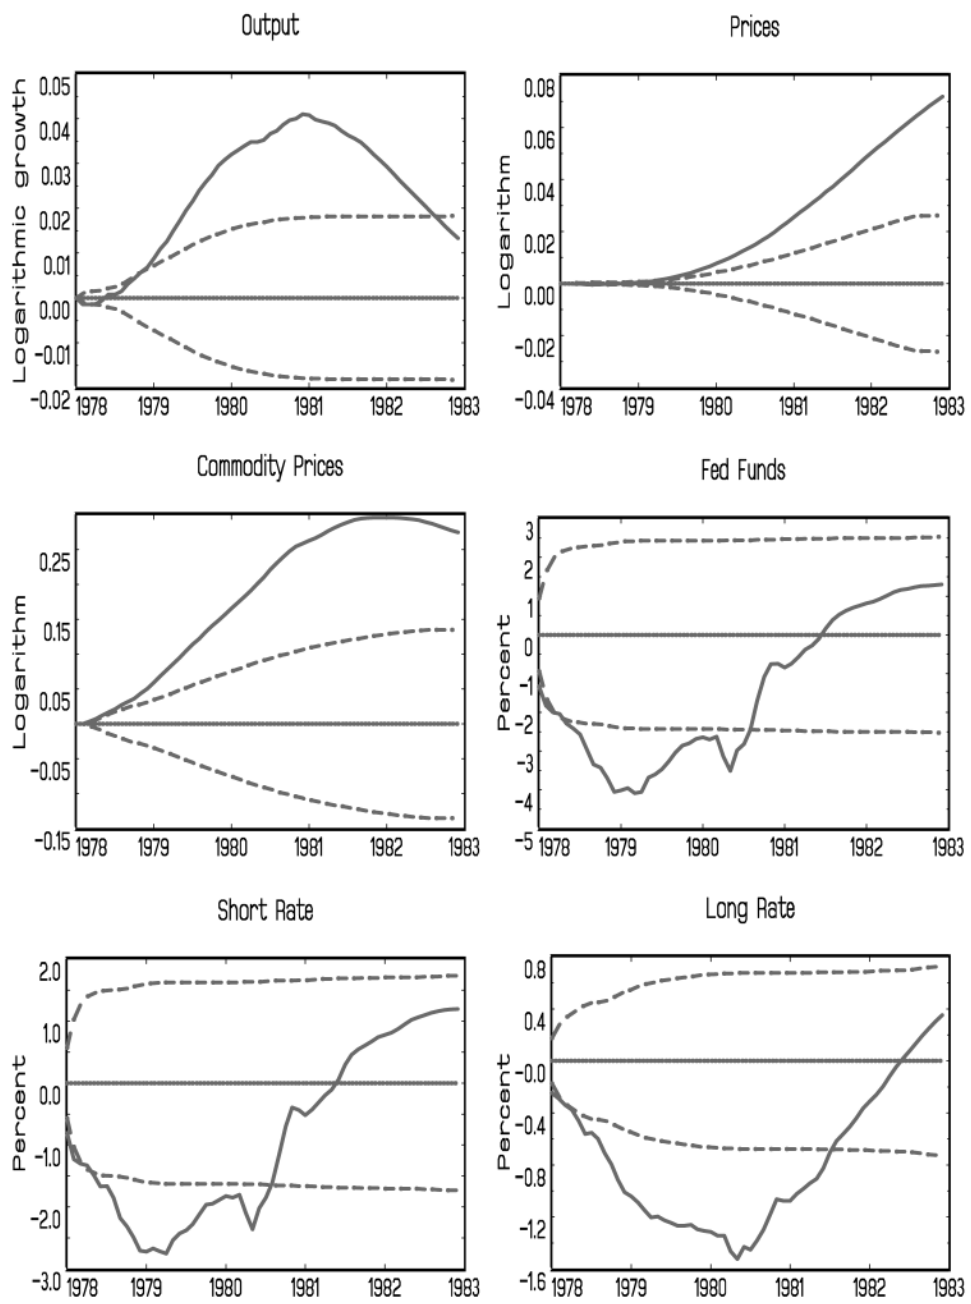 Output
Logarithmic growth
0.05
0.04
0.03
0.02
0.01
0.00
-0.01
-0.02
1978 1979 1980 1981 1982 1983
Prices
Logarithm
0.08
0.06
0.04
0.02
0.00
-0.02
-0.04
1978 1979 1980 1981 1982 1983
Commodity Prices
Logarithm
0.25
0.15
0.05
-0.05
-0.15
1978 1979 1980 1981 1982 1983
Fed Funds
Percent
3
2
1
0
-1
-2
-3
-4
-5
1978 1979 1980 1981 1982 1983
Short Rate
Percent
2.0
1.0
0.0
-1.0
-2.0
-3.0
1978 1979 1980 1981 1982 1983
Long Rate
Percent
0.8
0.4
-0.0
-0.4
-0.8
-1.2
-1.6
1978 1979 1980 1981 1982 1983